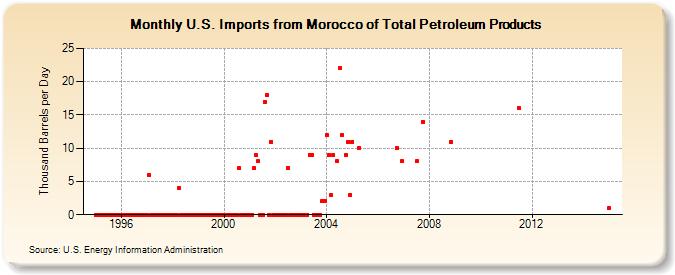 Monthly U.S. Imports from Morocco of Total Petroleum Products
Thousand Barrels per Day
25
20
15
10
5
0
1996 2000 2004 2008 2012
Source: U.S. Energy Information Administration